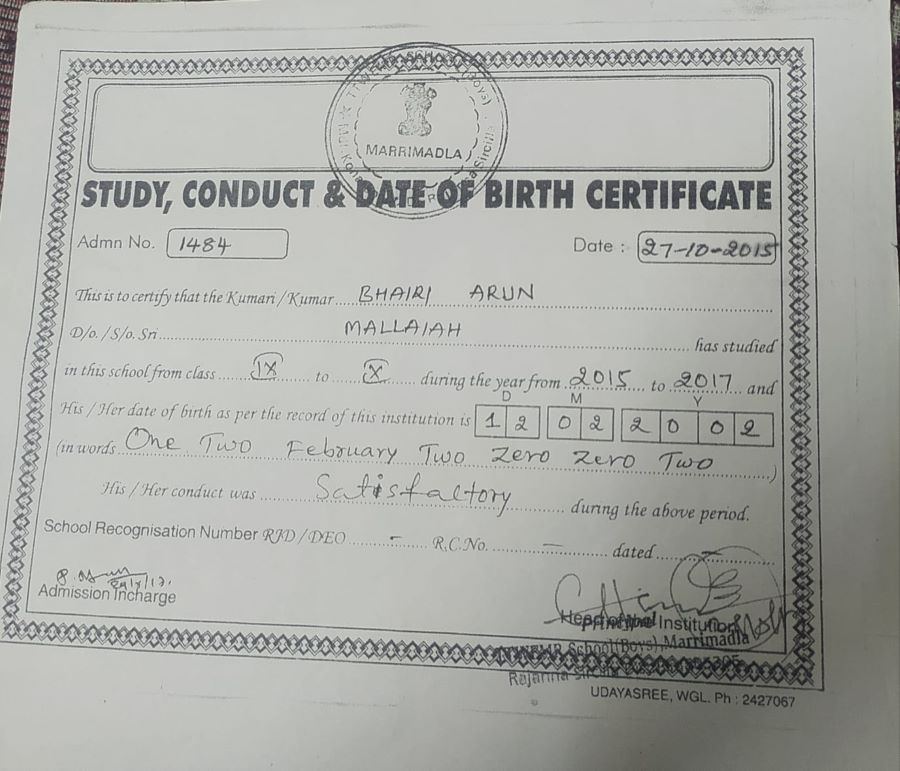 MARRIMADLA
STUDY, CONDUCT & DATE OF BIRTH CERTIFICATE
Admn No. 1484 Date : 27-10-2015
This is to certify that the Kumari / Kumar BHAIRI ARUN
D/o. / S/o. Sri MALLAIAH has studied
in this school from class IX to X during the year from 2015 to 2017 and
D M Y
His / Her date of birth as per the record of this institution is 1 2 0 2 2 0 0 2
(in words One Two February Two Zero Zero Two )
His / Her conduct was Satisfactory during the above period.
School Recognisation Number RJD / DEO - R.C.No. - dated -
Admission Incharge
Head of the Institution
Principal
School (Boys) Marrimadla
Rajanna Sircilla
UDAYASREE, WGL. Ph : 2427067